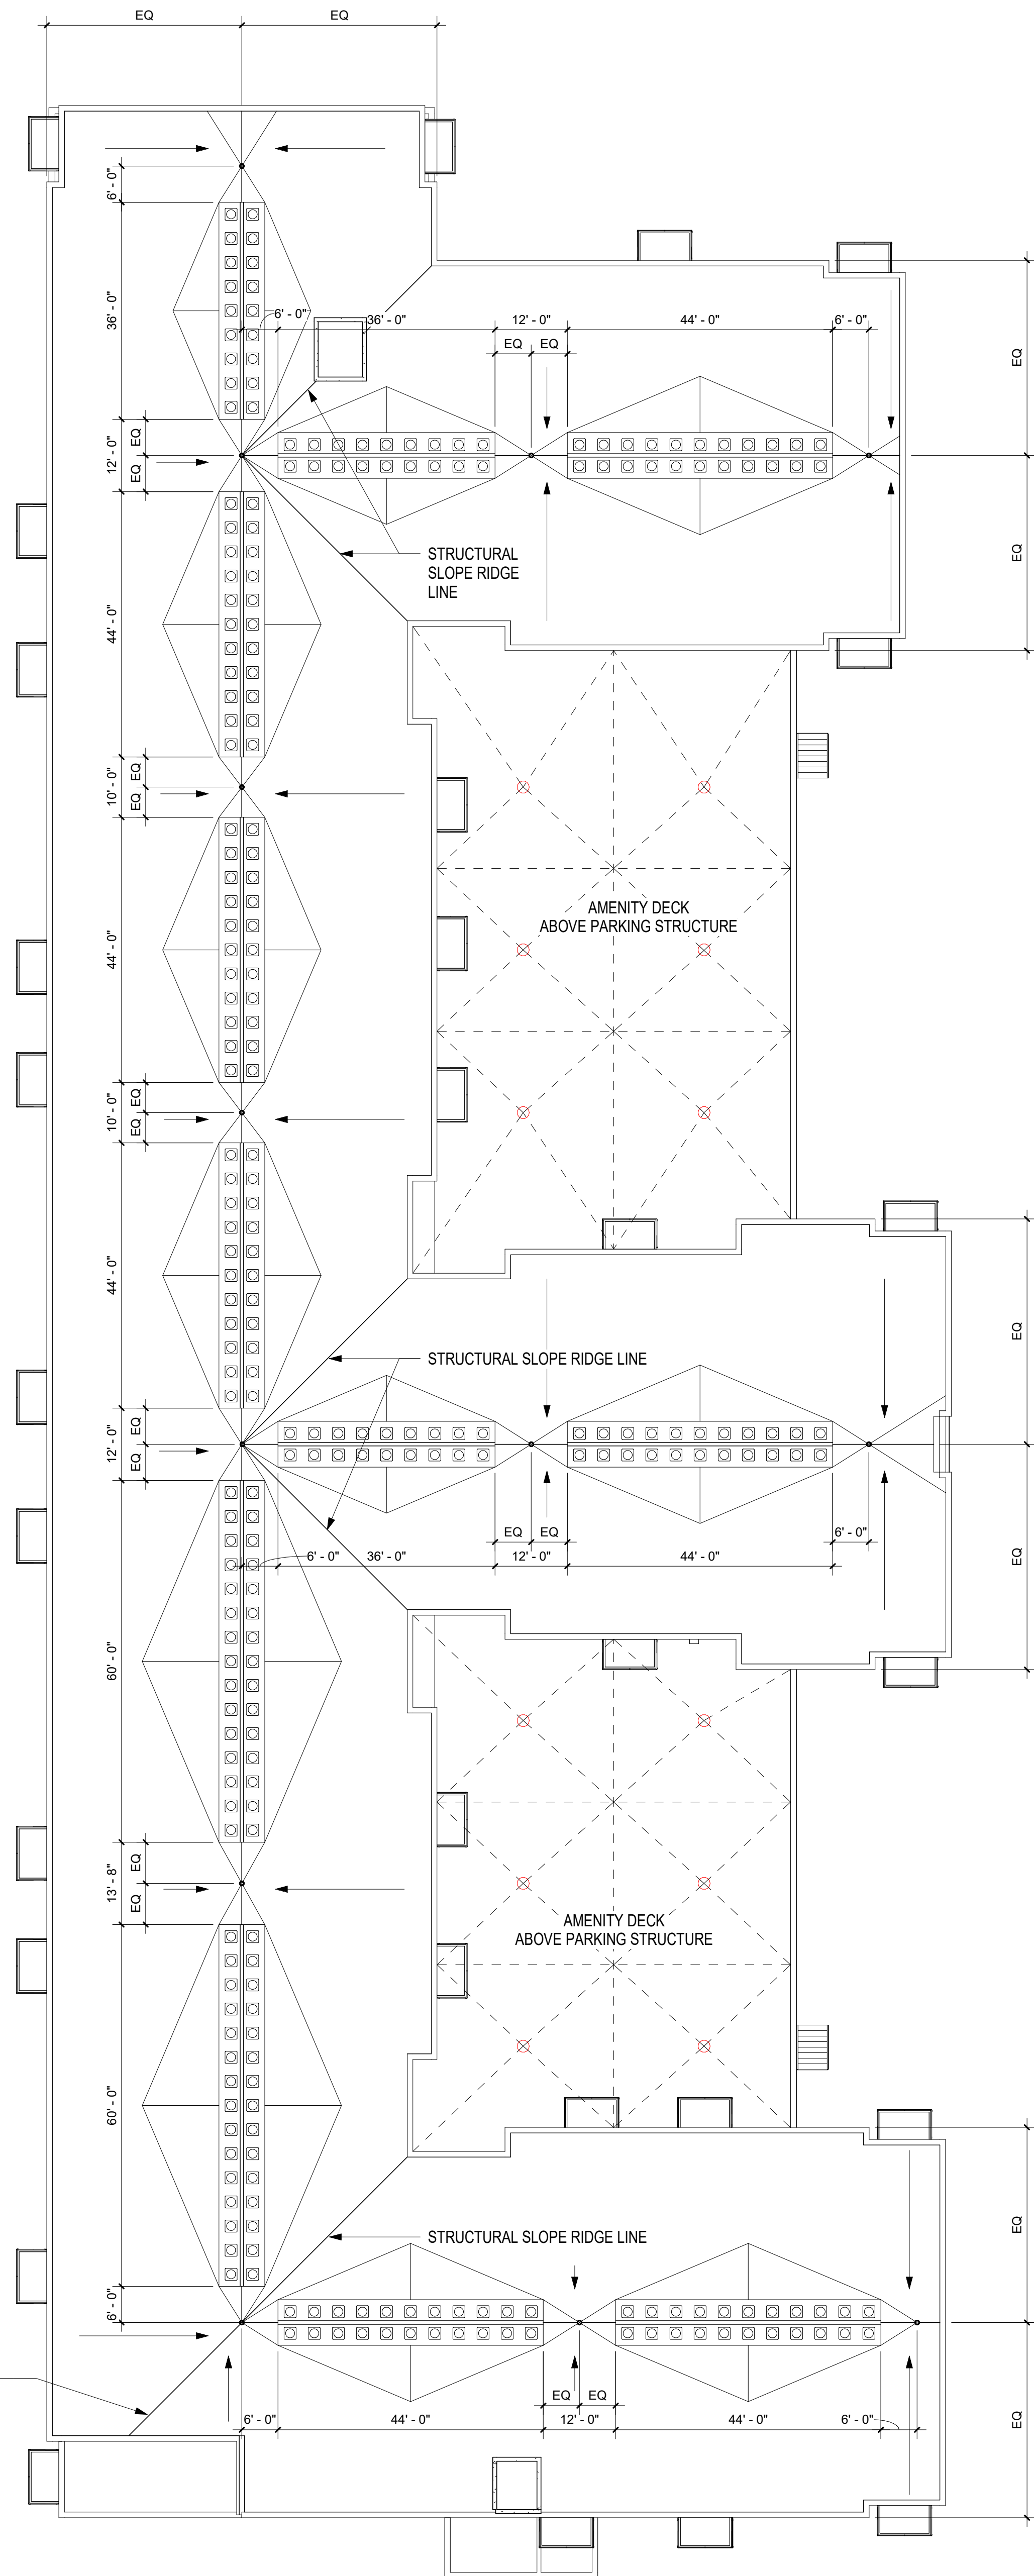 EQ
EQ
6' - 0"
36' - 0"
6' - 0"
36' - 0"
12' - 0"
44' - 0"
6' - 0"
EQ
EQ
EQ
12' - 0"
EQ
EQ
STRUCTURAL
SLOPE RIDGE
LINE
EQ
44' - 0"
10' - 0"
EQ
EQ
AMENITY DECK
ABOVE PARKING STRUCTURE
44' - 0"
10' - 0"
EQ
EQ
44' - 0"
EQ
STRUCTURAL SLOPE RIDGE LINE
12' - 0"
EQ
EQ
EQ
EQ
6' - 0"
6' - 0"
36' - 0"
12' - 0"
44' - 0"
EQ
60' - 0"
13' - 8"
EQ
EQ
AMENITY DECK
ABOVE PARKING STRUCTURE
60' - 0"
EQ
STRUCTURAL SLOPE RIDGE LINE
6' - 0"
EQ
EQ
6' - 0"
44' - 0"
12' - 0"
44' - 0"
6' - 0"
EQ